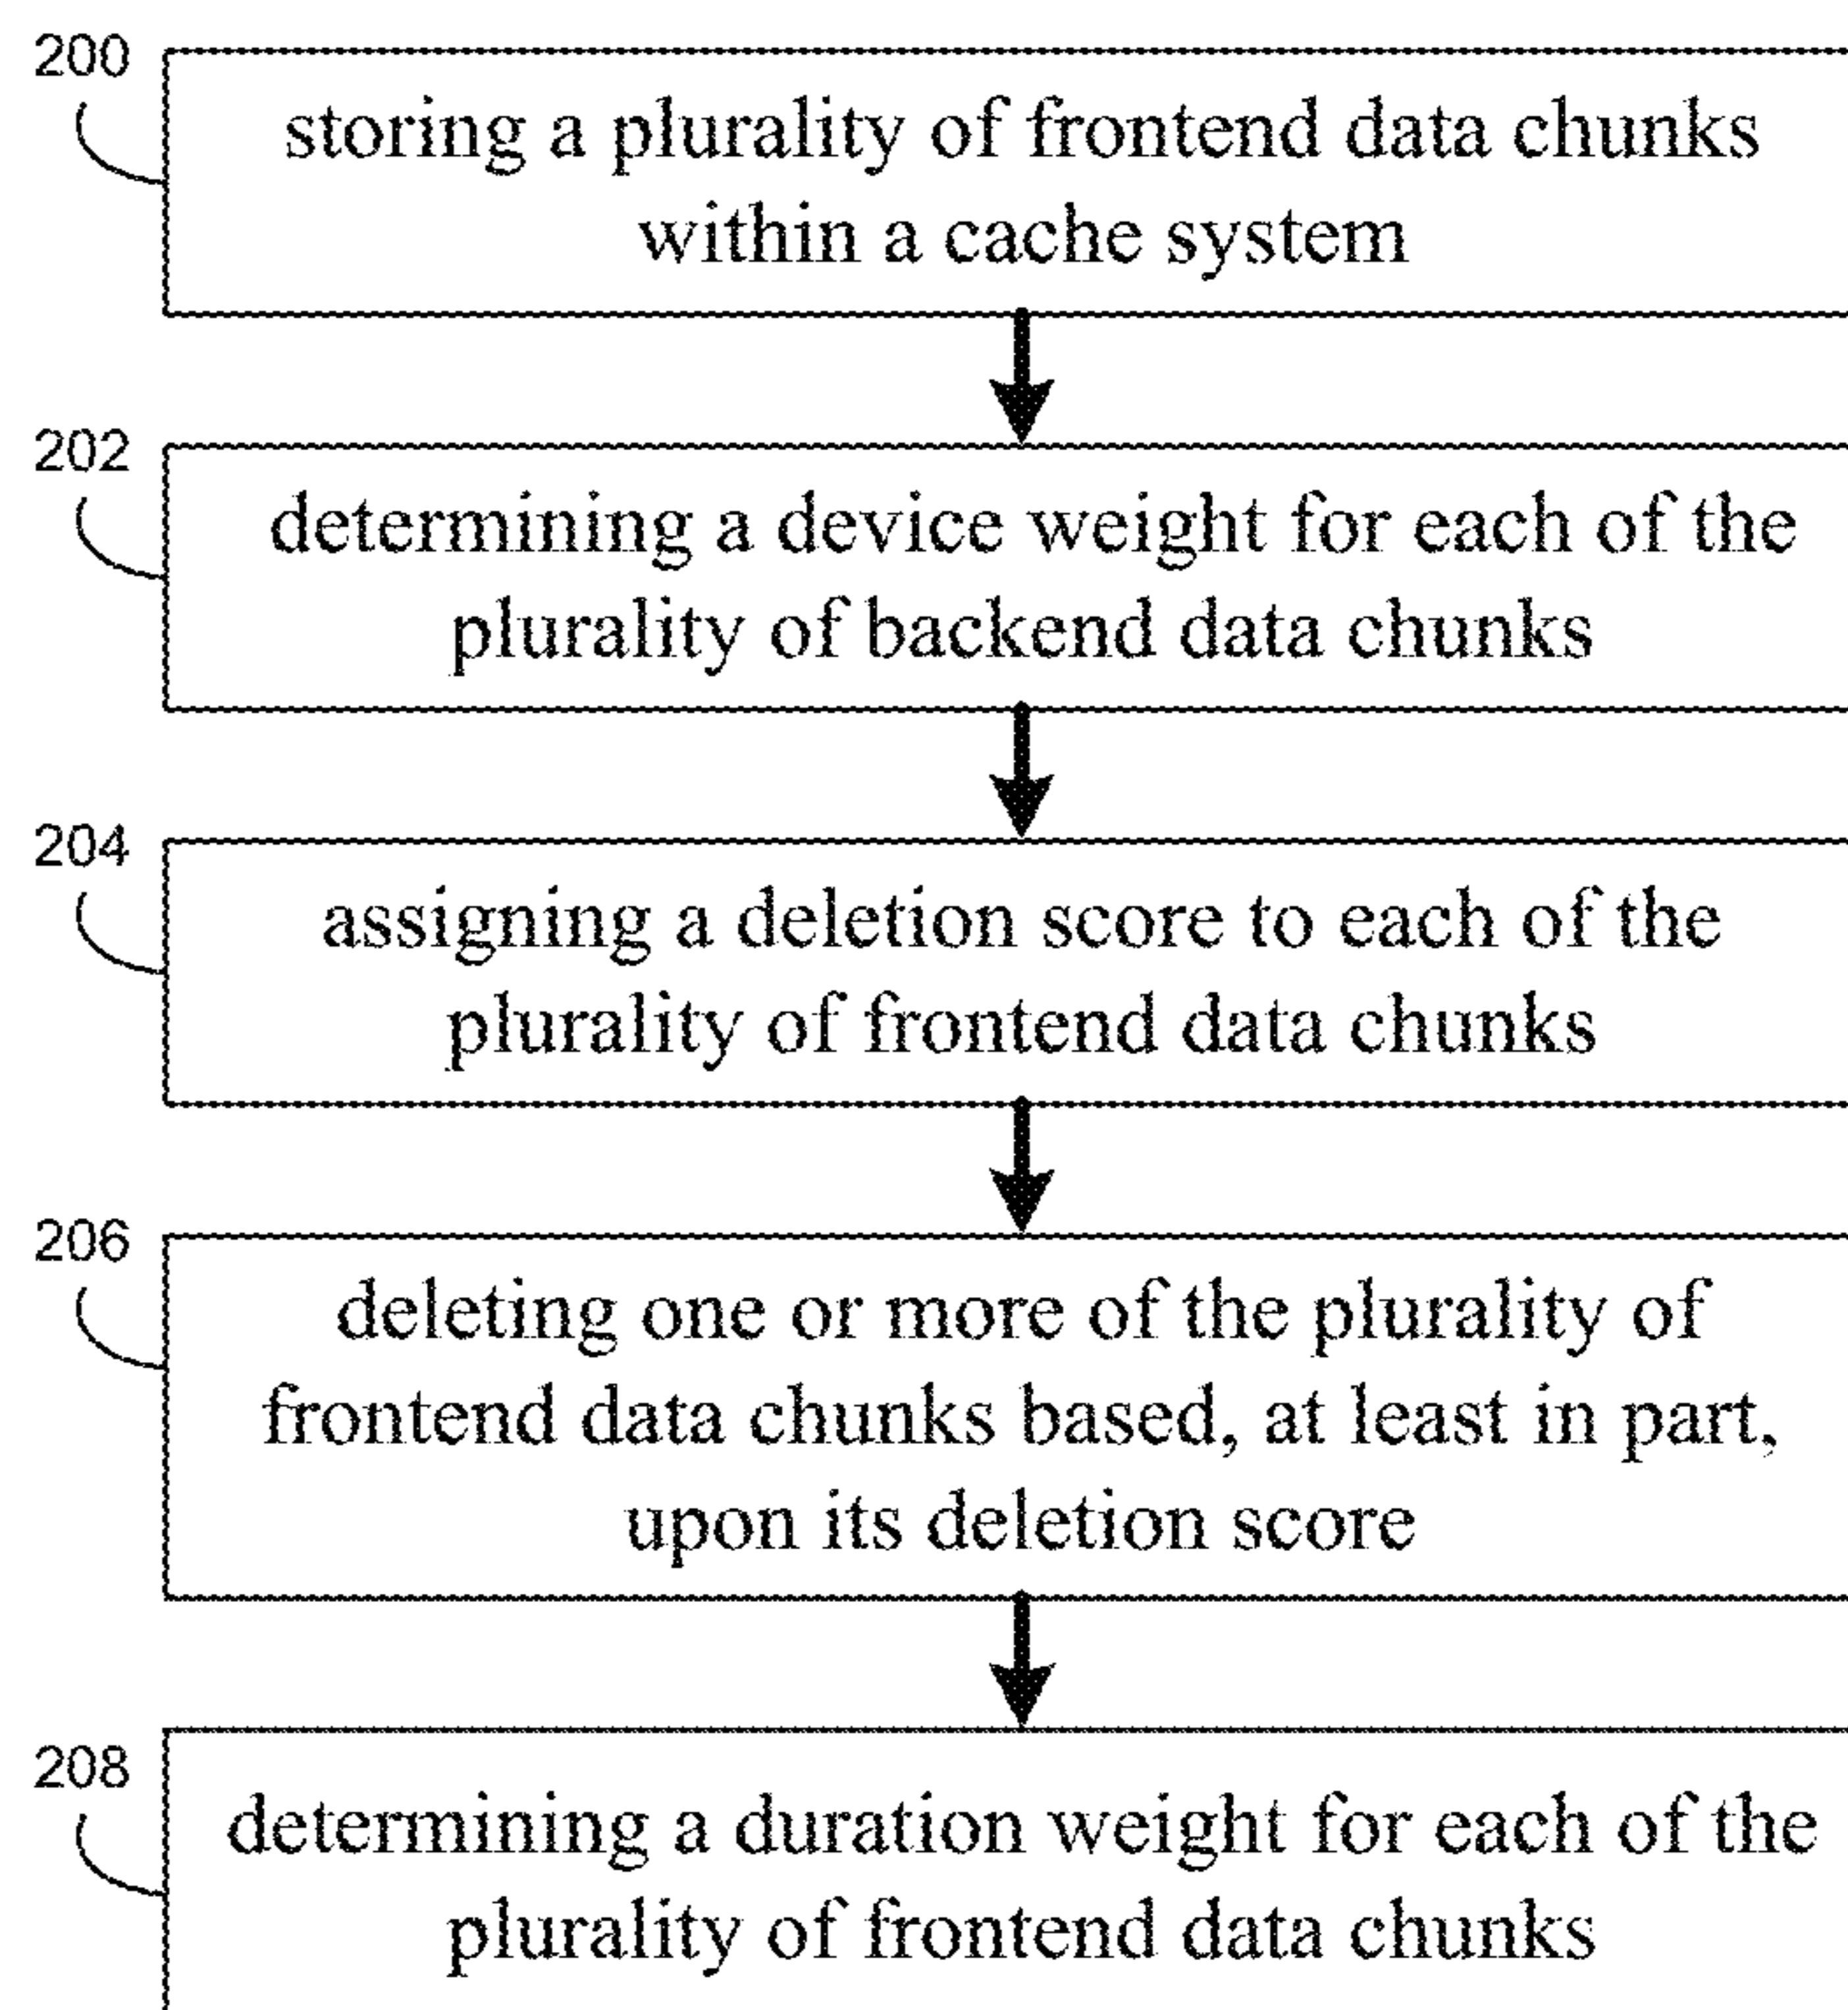 200
storing a plurality of frontend data chunks
within a cache system
202
determining a device weight for each of the
plurality of backend data chunks
204
assigning a deletion score to each of the
plurality of frontend data chunks
206
deleting one or more of the plurality of
frontend data chunks based, at least in part,
upon its deletion score
208
determining a duration weight for each of the
plurality of frontend data chunks